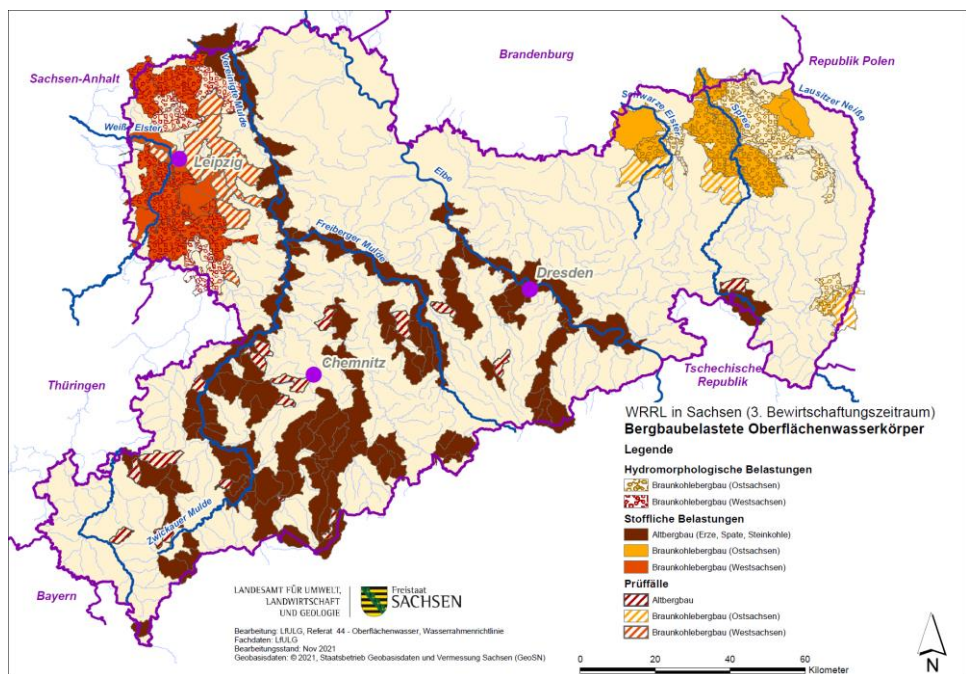 Brandenburg
Republik Polen
Sachsen-Anhalt
Vereinigte Mulde
Lausitzer Neiße
Schwarze Elster
Spree
Weiße Elster
Leipzig
Elbe
Freiberger Mulde
Dresden
Chemnitz
Tschechische
Republik
Thüringen
Zwickauer Mulde
Bayern
WRRL in Sachsen (3. Bewirtschaftungszeitraum)
Bergbaubelastete Oberflächenwasserkörper
Legende
Hydromorphologische Belastungen
Braunkohlebergbau (Ostsachsen)
Braunkohlebergbau (Westsachsen)
Stoffliche Belastungen
Altbergbau (Erze, Spate, Steinkohle)
Braunkohlebergbau (Ostsachsen)
Braunkohlebergbau (Westsachsen)
Prüffälle
Altbergbau
Braunkohlebergbau (Ostsachsen)
Braunkohlebergbau (Westsachsen)
LANDESAMT FÜR UMWELT,
LANDWIRTSCHAFT
UND GEOLOGIE
Freistaat
SACHSEN
Bearbeitung: LfULG, Referat 44 - Oberflächenwasser, Wasserrahmenrichtlinie
Fachdaten: LfULG
Bearbeitungsstand: Nov 2021
Geobasisdaten: © 2021, Staatsbetrieb Geobasisdaten und Vermessung Sachsen (GeoSN)
N
0 20 40 60
Kilometer